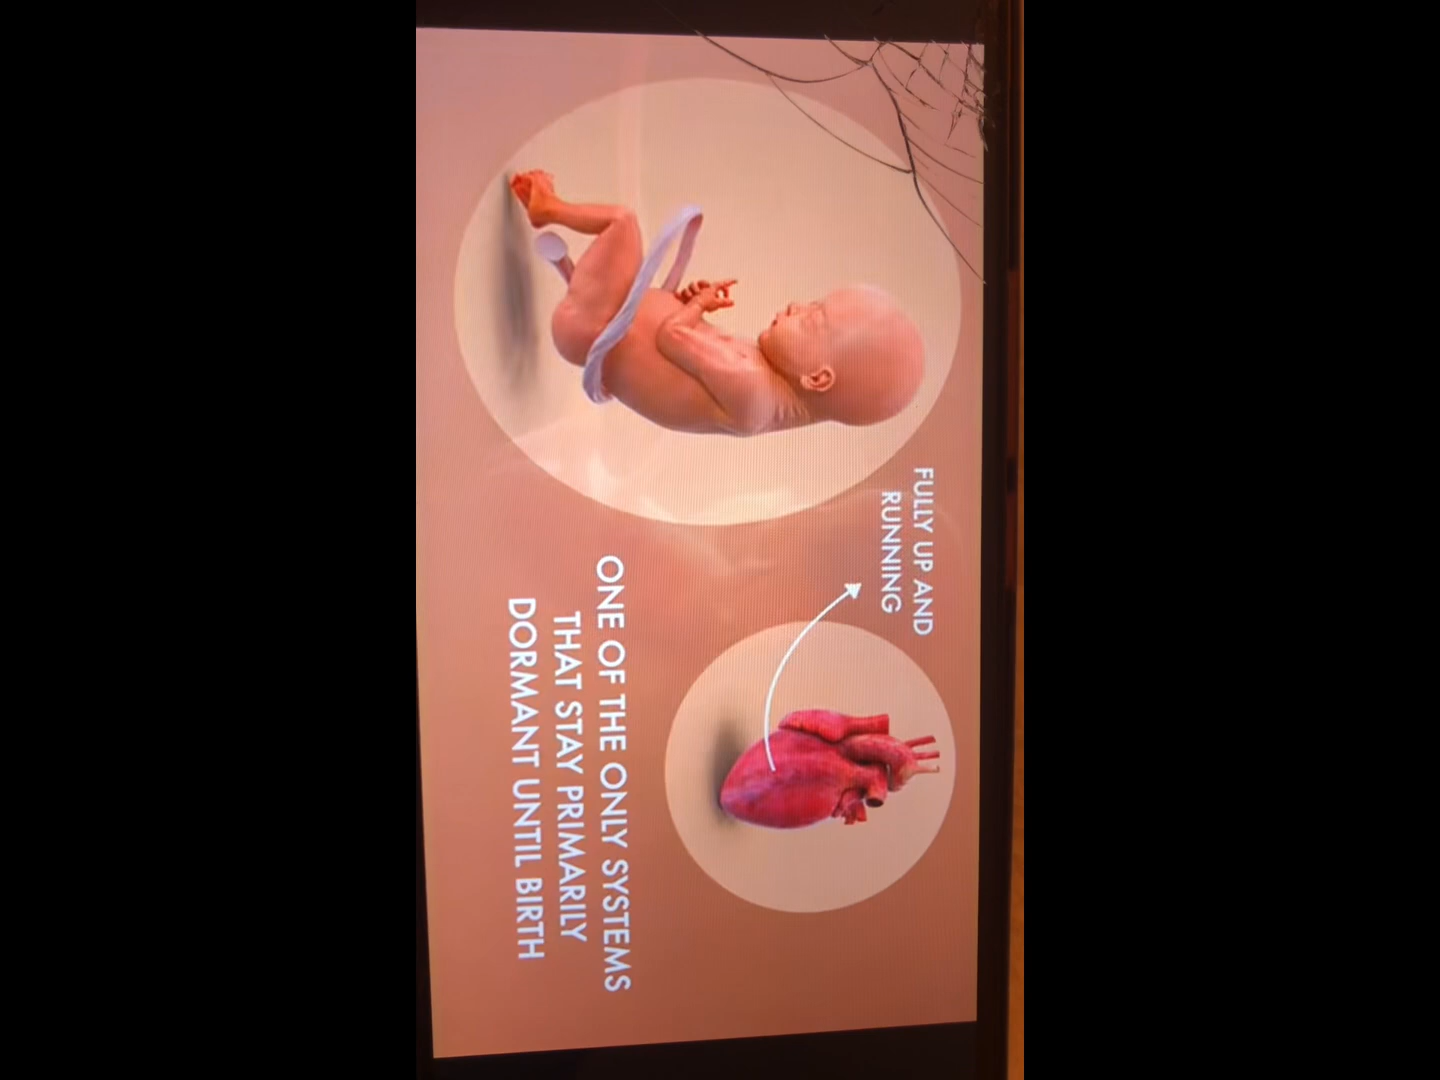 FULLY UP AND
RUNNING
ONE OF THE ONLY SYSTEMS
THAT STAY PRIMARILY
DORMANT UNTIL BIRTH